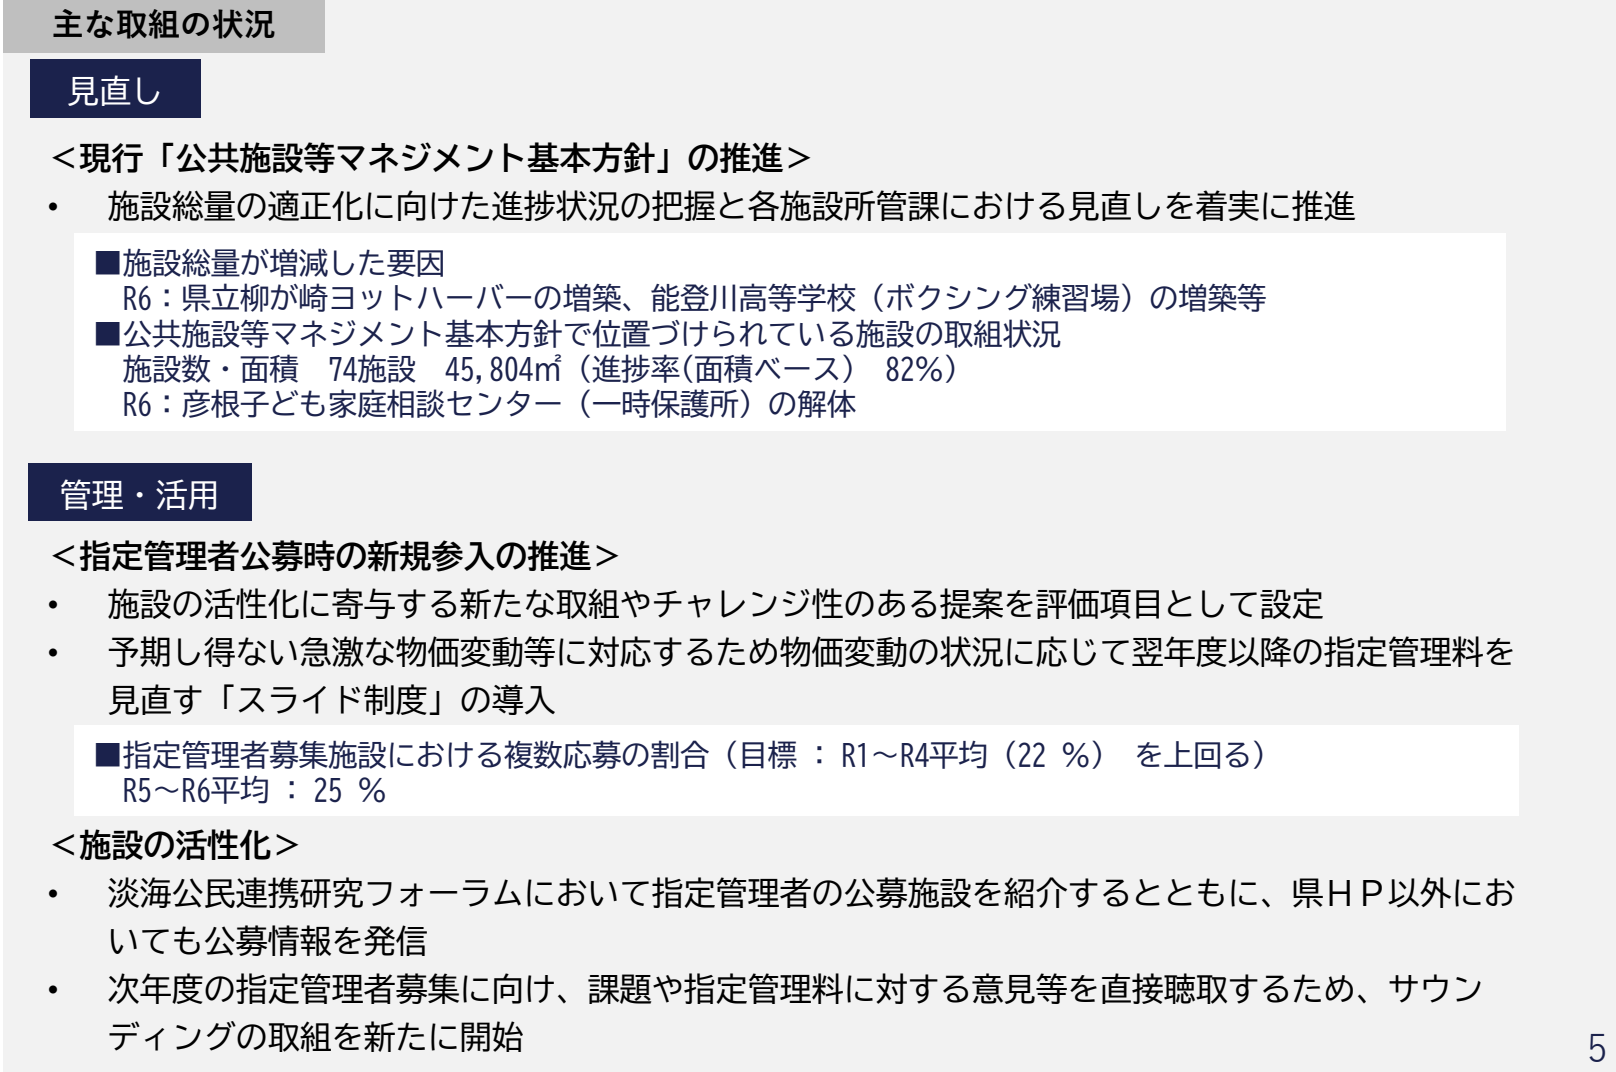 主な取組の状況
見直し
＜現行「公共施設等マネジメント基本方針」の推進＞
• 施設総量の適正化に向けた進捗状況の把握と各施設所管課における見直しを着実に推進
■施設総量が増減した要因
R6：県立柳が崎ヨットハーバーの増築、能登川高等学校（ボクシング練習場）の増築等
■公共施設等マネジメント基本方針で位置づけられている施設の取組状況
施設数・面積　74施設　45,804㎡（進捗率(面積ベース）　82%）
R6：彦根子ども家庭相談センター（一時保護所）の解体
管理・活用
＜指定管理者公募時の新規参入の推進＞
• 施設の活性化に寄与する新たな取組やチャレンジ性のある提案を評価項目として設定
• 予期し得ない急激な物価変動等に対応するため物価変動の状況に応じて翌年度以降の指定管理料を
見直す「スライド制度」の導入
■指定管理者募集施設における複数応募の割合（目標 ： R1～R4平均（22 %）　を上回る）
R5～R6平均 ： 25 %
＜施設の活性化＞
• 淡海公民連携研究フォーラムにおいて指定管理者の公募施設を紹介するとともに、県ＨＰ以外にお
いても公募情報を発信
• 次年度の指定管理者募集に向け、課題や指定管理料に対する意見等を直接聴取するため、サウン
ディングの取組を新たに開始
5